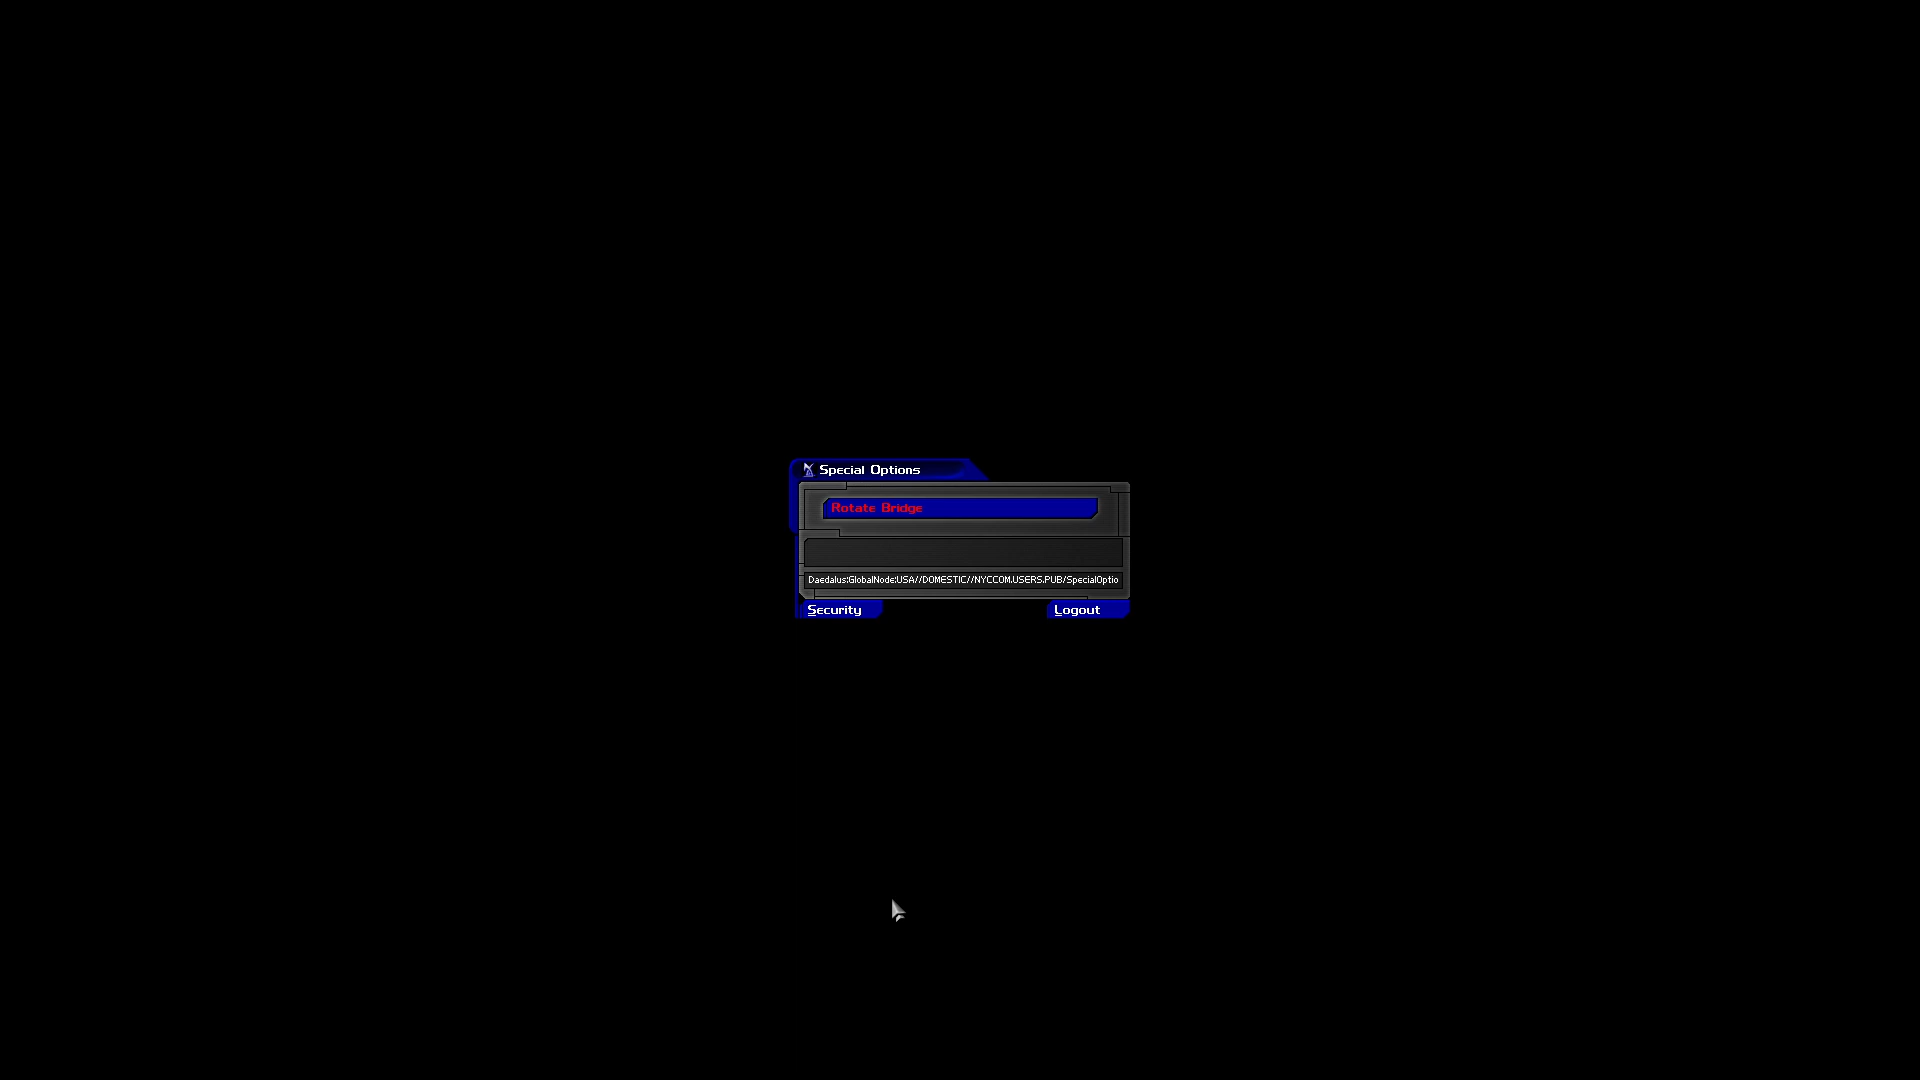 Special Options
Rotate Bridge
Daedalus:GlobalNode:USA//DOMESTIC//NYCCOM.USERS.PUB/SpecialOptio
Security
Logout